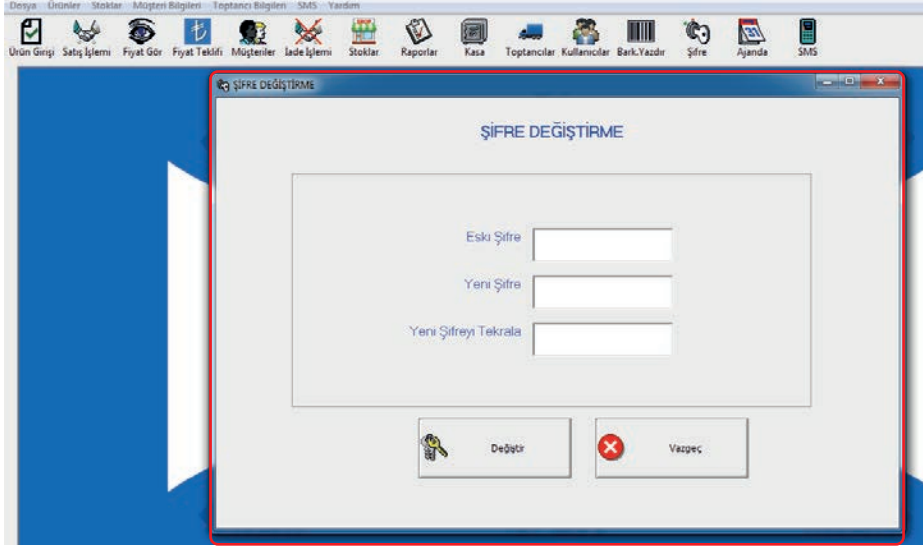 Dosya Ürünler Stoklar Müşteri Bilgileri Toptancı Bilgileri SMS Yardım
Ürün Girişi Satış İşlemi Fiyat Gör Fiyat Teklifi Müşteriler İade İşlemi Stoklar Raporlar Kasa Toptancılar Kullanıcılar Bark.Yazdır Şifre Ajanda SMS
ŞİFRE DEĞİŞTİRME
ŞİFRE DEĞİŞTİRME
Eski Şifre
Yeni Şifre
Yeni Şifreyi Tekrala
Değiştir Vazgeç